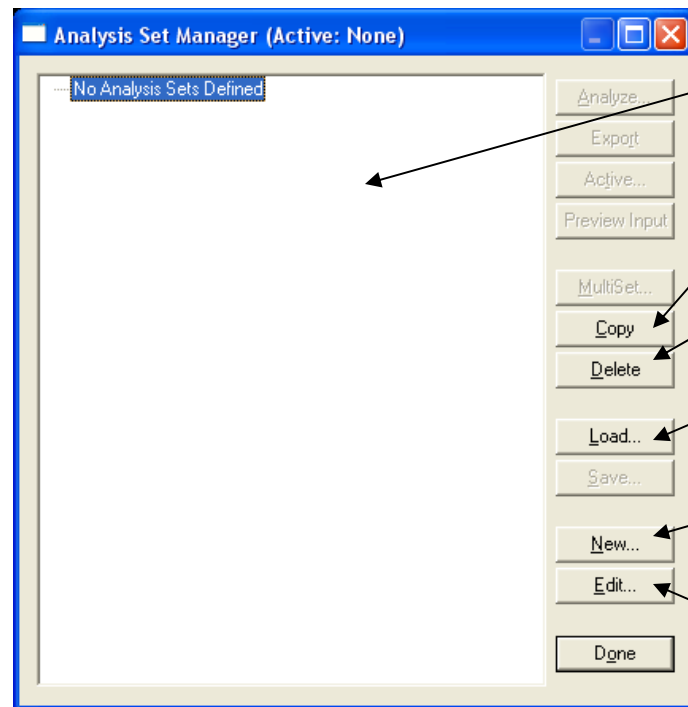 Analysis Set Manager (Active: None)
No Analysis Sets Defined
Analyze...
Export
Active...
Preview Input
MultiSet...
Copy
Delete
Load...
Save...
New...
Edit...
Done